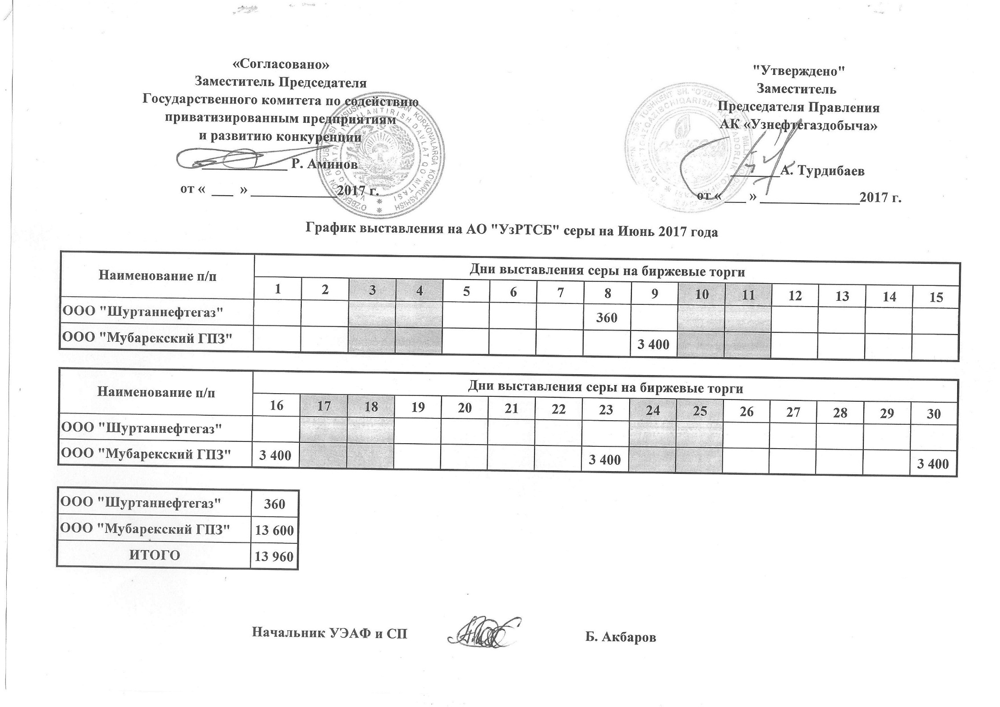 «Согласовано»
Заместитель Председателя
Государственного комитета по содействию
приватизированным предприятиям
и развитию конкуренции
____________ Р. Аминов
от « ___ » ____________2017 г.
"Утверждено"
Заместитель
Председателя Правления
АК «Узнефтегаздобыча»
_______А. Турдибаев
от «___ » ______________2017 г.
График выставления на АО "УзРТСБ" серы на Июнь 2017 года
Наименование п/п Дни выставления серы на биржевые торги
1 2 3 4 5 6 7 8 9 10 11 12 13 14 15
ООО "Шуртаннефтегаз" 360
ООО "Мубарекский ГПЗ" 3 400
Наименование п/п Дни выставления серы на биржевые торги
16 17 18 19 20 21 22 23 24 25 26 27 28 29 30
ООО "Шуртаннефтегаз"
ООО "Мубарекский ГПЗ" 3 400 3 400 3 400
ООО "Шуртаннефтегаз" 360
ООО "Мубарекский ГПЗ" 13 600
ИТОГО 13 960
Начальник УЭАФ и СП Б. Акбаров